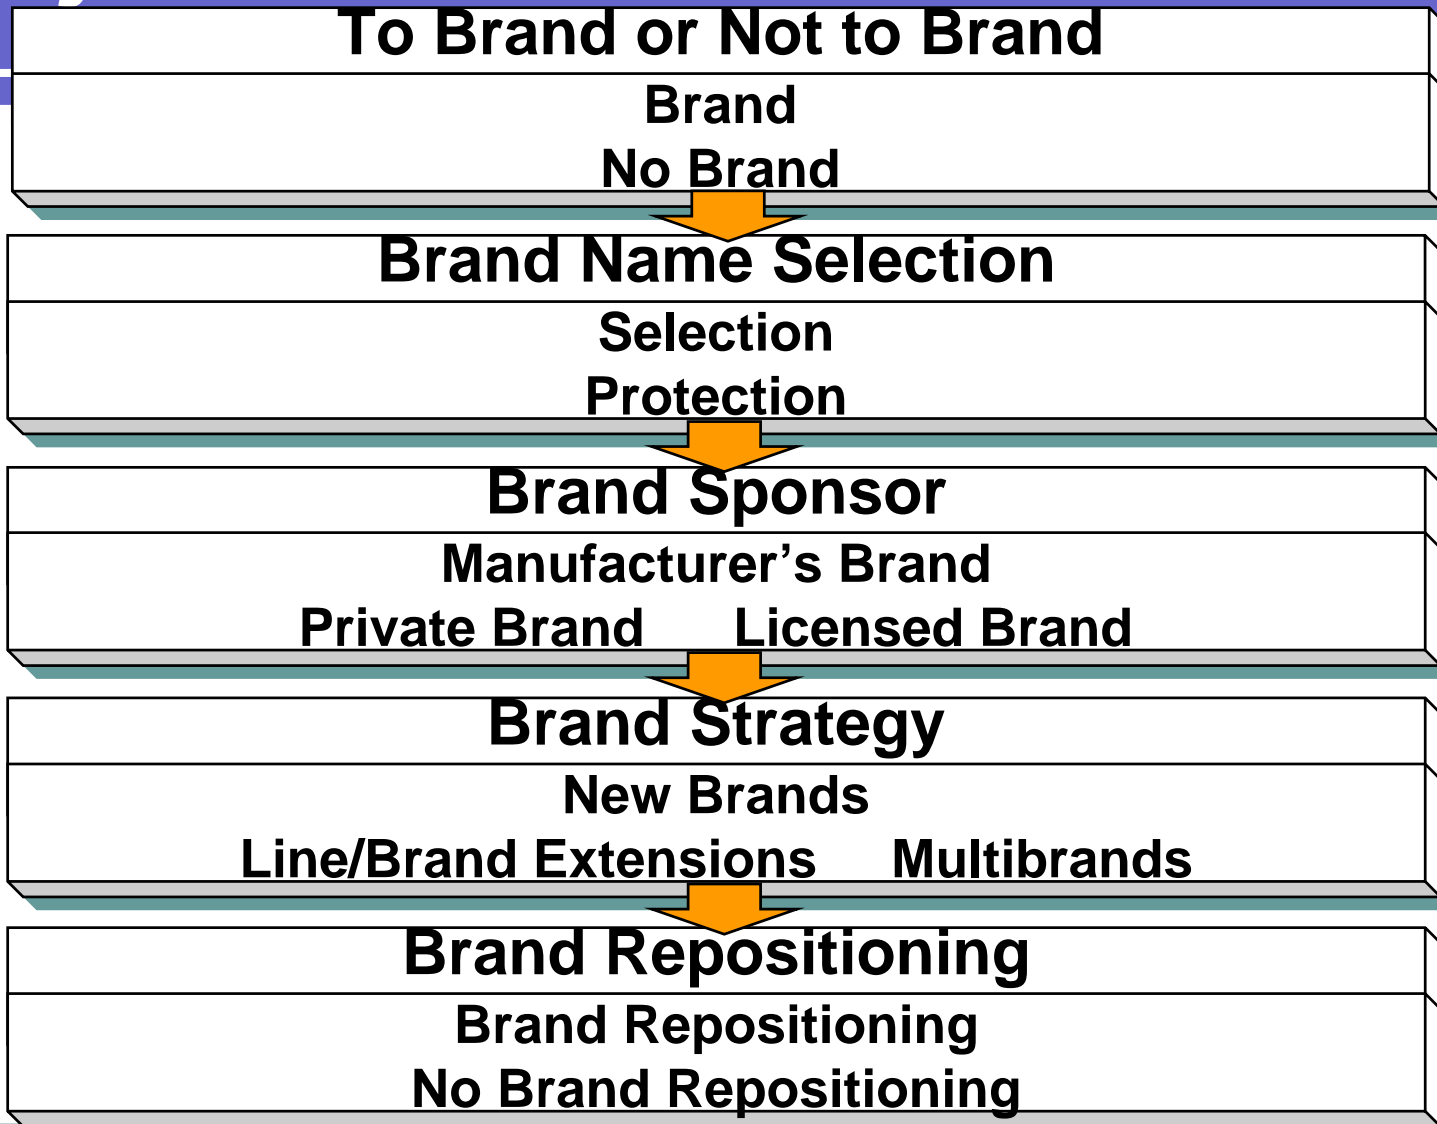 To Brand or Not to Brand
Brand
No Brand
Brand Name Selection
Selection
Protection
Brand Sponsor
Manufacturer’s Brand
Private Brand Licensed Brand
Brand Strategy
New Brands
Line/Brand Extensions Multibrands
Brand Repositioning
Brand Repositioning
No Brand Repositioning